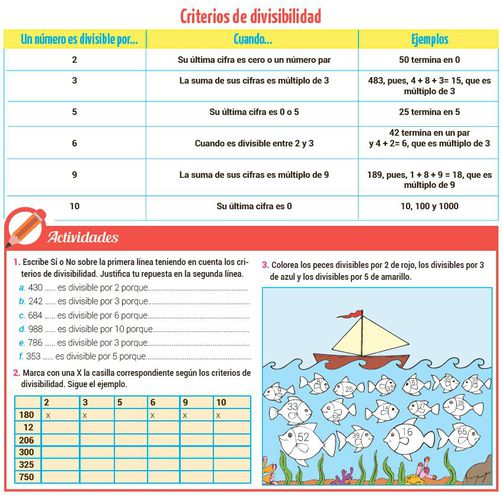 Criterios de divisibilidad
Un número es divisible por... Cuando... Ejemplos
2 Su última cifra es cero o un número par 50 termina en 0
3 La suma de sus cifras es múltiplo de 3 483, pues, 4 + 8 + 3= 15, que es
múltiplo de 3
5 Su última cifra es 0 o 5 25 termina en 5
6 Cuando es divisible entre 2 y 3 42 termina en un par
y 4 + 2= 6, que es múltiplo de 3
9 La suma de sus cifras es múltiplo de 9 189, pues, 1 + 8 + 9 = 18, que es
múltiplo de 9
10 Su última cifra es 0 10, 100 y 1000
Actividades
1. Escribe Sí o No sobre la primera línea teniendo en cuenta los cri-
terios de divisibilidad. Justifica tu respuesta en la segunda línea.
a. 430 ..... es divisible por 2 porque
b. 242 ..... es divisible por 3 porque
c. 684 ..... es divisible por 6 porque
d. 988 ..... es divisible por 10 porque
e. 786 ..... es divisible por 3 porque
f. 353 ..... es divisible por 5 porque
2. Marca con una X la casilla correspondiente según los criterios de
divisibilidad. Sigue el ejemplo.
2 3 5 6 9 10
180 x x x x x x
12
206
300
325
750
3. Colorea los peces divisibles por 2 de rojo, los divisibles por 3
de azul y los divisibles por 5 de amarillo.
33
52
16
65